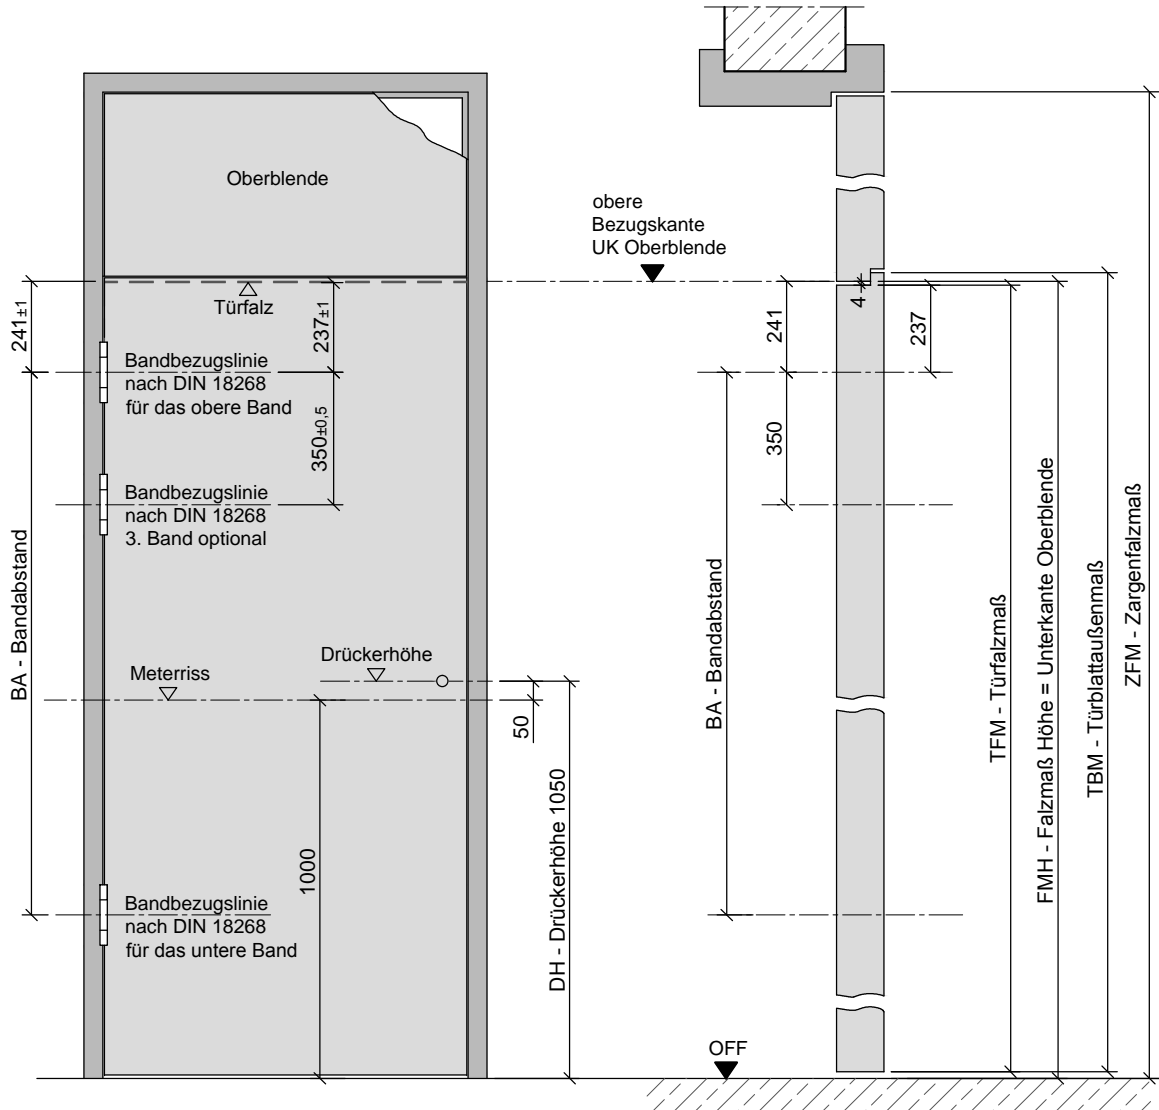 Oberblende
obere
Bezugskante
UK Oberblende
Türfalz
241±1
237±1
241
4
237
Bandbezugslinie
nach DIN 18268
für das obere Band
350±0,5
350
Bandbezugslinie
nach DIN 18268
3. Band optional
BA - Bandabstand
BA - Bandabstand
Drückerhöhe
Meterriss
50
1000
DH - Drückerhöhe 1050
Bandbezugslinie
nach DIN 18268
für das untere Band
TFM - Türfalzmaß
FMH - Falzmaß Höhe = Unterkante Oberblende
TBM - Türblattaußenmaß
ZFM - Zargenfalzmaß
OFF